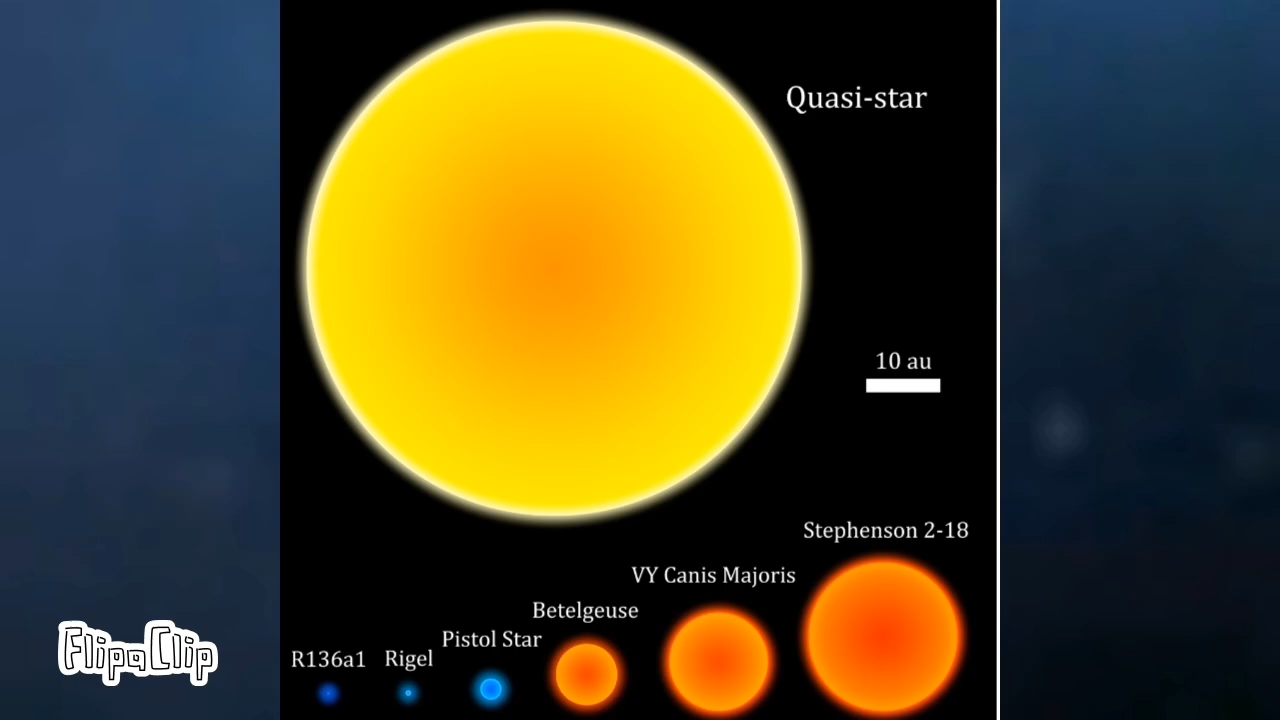 Quasi-star
10 au
Stephenson 2-18
VY Canis Majoris
Betelgeuse
Pistol Star
R136a1 Rigel
FlipaClip